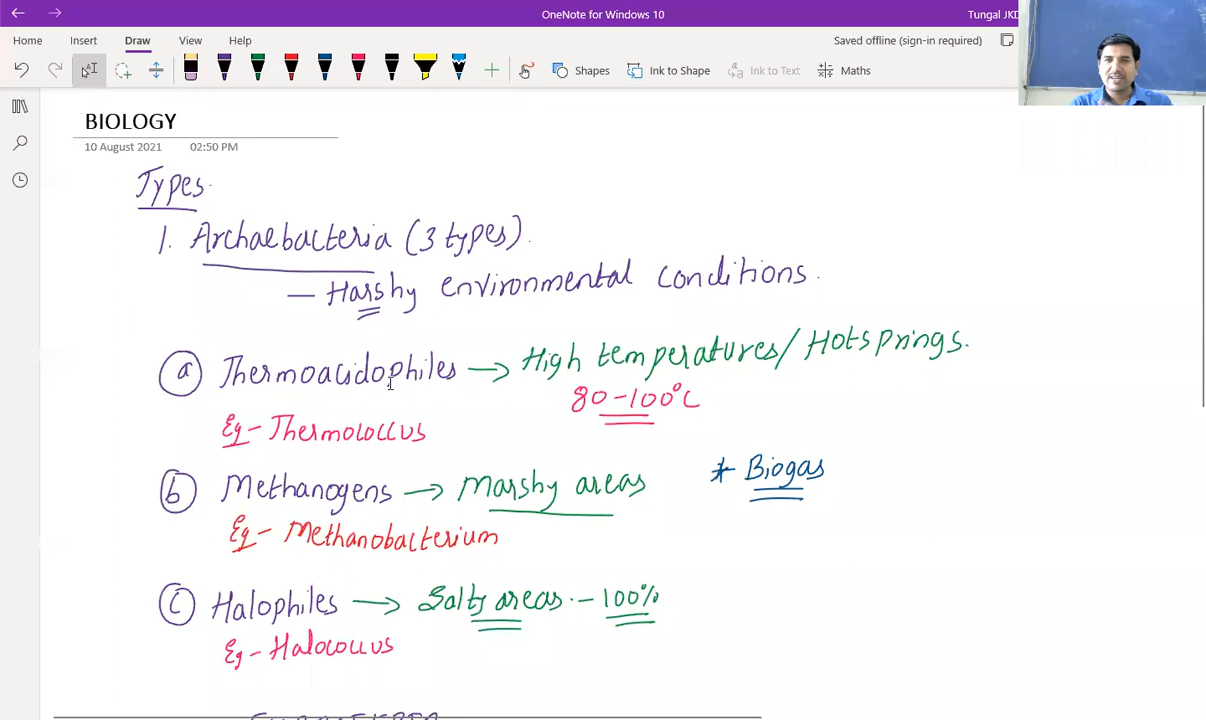 OneNote for Windows 10
Tungal JKD
Home Insert Draw View Help
Saved offline (sign-in required)
Shapes Ink to Shape Ink to Text Maths
BIOLOGY
10 August 2021 02:50 PM
Types.
1. Archaebacteria (3 types).
— Harshy environmental conditions.
a Thermoacidophiles → High temperatures/Hotsprings.
80-100°C
Eg- Thermococcus
b Methanogens → Marshy areas * Biogas
Eg- Methanobacterium
c Halophiles → Salty areas. - 100%
Eg- Halococcus